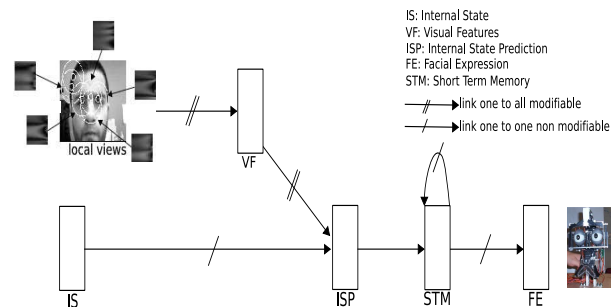 IS: Internal State
VF: Visual Features
ISP: Internal State Prediction
FE: Facial Expression
STM: Short Term Memory
link one to all modifiable
link one to one non modifiable
local views
VF
IS
ISP
STM
FE